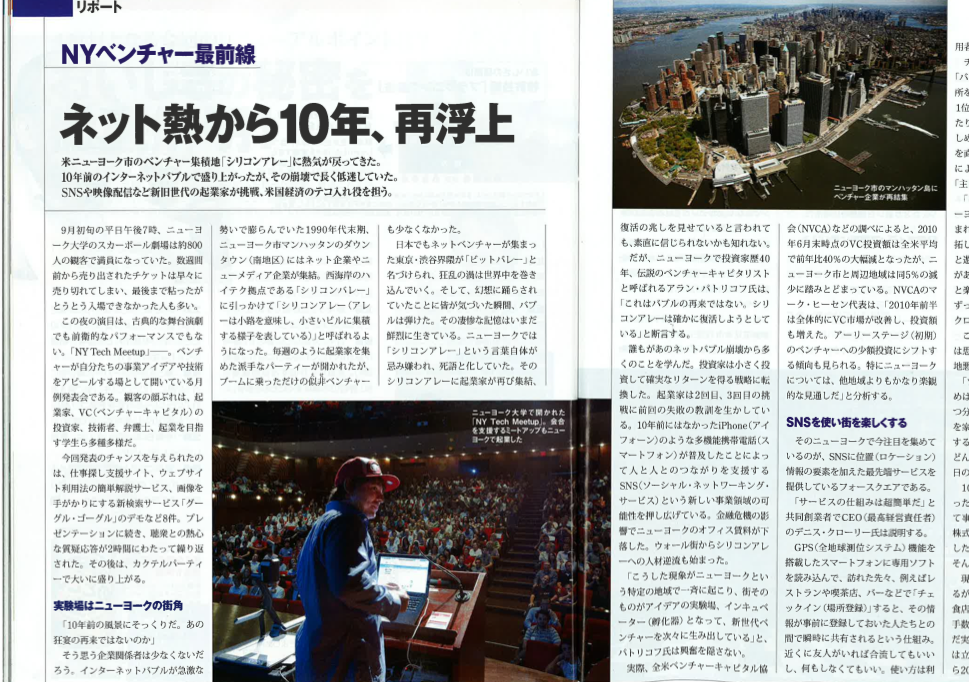 リポート
NYベンチャー最前線
ネット熱から10年、再浮上
米ニューヨーク市のベンチャー集積地「シリコンアレー」に熱気が戻ってきた。
10年前のインターネットバブルで盛り上がったが、その崩壊で長く低迷していた。
SNSや映像配信など新旧世代の起業家が挑戦、米国経済のテコ入れ役を担う。
9月初旬の平日午後7時、ニューヨ
ーク大学のスカーボール劇場は約800
人の観客で満員になっていた。数週間
前から売り出されたチケットは早々に
売り切れてしまい、最後まで粘ったが
とうとう入場できなかった人も多い。
この夜の演目は、古典的な舞台演劇
でも前衛的なパフォーマンスでもな
い。「NY Tech Meetup」――。ベンチ
ャーが自分たちの事業アイデアや技術
をアピールする場として開いている月
例発表会である。観客の顔ぶれは、起
業家、VC(ベンチャーキャピタル)の
投資家、技術者、弁護士、起業を目指
す学生ら多種多様だ。
今回発表のチャンスを与えられたの
は、仕事探し支援サイト、ウェブサイ
ト利用法の簡単解説サービス、画像を
手がかりにする新検索サービス「グー
グル・ゴーグル」のデモなど8件。プレ
ゼンテーションに続き、聴衆との熱心
な質疑応答が2時間にわたって繰り返
された。その後は、カクテルパーティ
ーで大いに盛り上がる。
実験場はニューヨークの街角
「10年前の風景にそっくりだ。あの
狂宴の再来ではないのか」
そう思う企業関係者は少なくないだ
ろう。インターネットバブルが急激な
勢いで膨らんでいた1990年代末期、
ニューヨーク市マンハッタンのダウン
タウン(南地区)にはネット企業やニ
ューメディア企業が集結。西海岸のハ
イテク拠点である「シリコンバレー」
に引っかけて「シリコンアレー(アレ
ーは小路を意味し、小さいビルに集積
する様子を表している)」と呼ばれるよ
うになった。毎週のように起業家を集
めた派手なパーティーが開かれたが、
ブームに乗っただけの似非ベンチャー
も少なくなかった。
日本でもネットベンチャーが集まっ
た東京・渋谷界隈が「ビットバレー」と
名づけられ、狂乱の渦は世界中を巻き
込んでいく。そして、幻想に踊らされ
ていたことに皆が気づいた瞬間、バブ
ルは弾けた。その凄惨な記憶はいまだ
鮮烈に生きている。ニューヨークでは
「シリコンアレー」という言葉自体が
忌み嫌われ、死語と化していた。その
シリコンアレーに起業家が再び集結、
ニューヨーク大学で開かれた
「NY Tech Meetup」。会合
を支援するミートアップもニュー
ヨークで起業した
ニューヨーク市のマンハッタン島に
ベンチャー企業が再結集
復活の兆しを見せていると言われて
も、素直に信じられないかも知れない。
だが、ニューヨークで投資家歴40
年、伝説のベンチャーキャピタリスト
と呼ばれるアラン・パトリコフ氏は、
「これはバブルの再来ではない。シリ
コンアレーは確かに復活しようとして
いる」と断言する。
誰もがあのネットバブル崩壊から多
くのことを学んだ。投資家は小さく投
資して確実なリターンを得る戦略に転
換した。起業家は2回目、3回目の挑
戦に前回の失敗の教訓を生かしてい
る。10年前にはなかったiPhone(アイ
フォーン)のような多機能携帯電話(ス
マートフォン)が普及したことによっ
て人と人とのつながりを支援する
SNS(ソーシャル・ネットワーキング・
サービス)という新しい事業領域の可
能性を押し広げている。金融危機の影
響でニューヨークのオフィス賃料が下
落した。ウォール街からシリコンアレ
ーへの人材逆流も始まった。
「こうした現象がニューヨークとい
う特定の地域で一斉に起こり、街その
ものがアイデアの実験場、インキュベ
ーター(孵化器)となって、新世代ベ
ンチャーを次々に生み出している」と、
パトリコフ氏は興奮を隠さない。
実際、全米ベンチャーキャピタル協
会(NVCA)などの調べによると、2010
年6月末時点のVC投資額は全米平均
で前年比40%の大幅減となったが、ニ
ューヨーク市と周辺地域は同5%の減
少に踏みとどまっている。NVCAのマ
ーク・ヒーセン代表は、「2010年前半
は全体的にVC市場が改善し、投資額
も増えた。アーリーステージ(初期)
のベンチャーへの少額投資にシフトす
る傾向も見られる。特にニューヨーク
については、他地域よりもかなり楽観
的な見通しだ」と分析する。
SNSを使い街を楽しくする
そのニューヨークで今注目を集めて
いるのが、SNSに位置(ロケーション)
情報の要素を加えた最先端サービスを
提供しているフォースクエアである。
「サービスの仕組みは超簡単だ」と
共同創業者でCEO(最高経営責任者)
のデニス・クローリー氏は説明する。
GPS(全地球測位システム)機能を
搭載したスマートフォンに専用ソフト
を読み込んで、訪れた先々、例えばレ
ストランや喫茶店、バーなどで「チェ
ックイン(場所登録)」すると、その情
報が事前に登録しておいた人たちとの
間で瞬時に共有されるという仕組み。
近くに友人がいれば合流してもいい
し、何もしなくてもいい。使い方は利